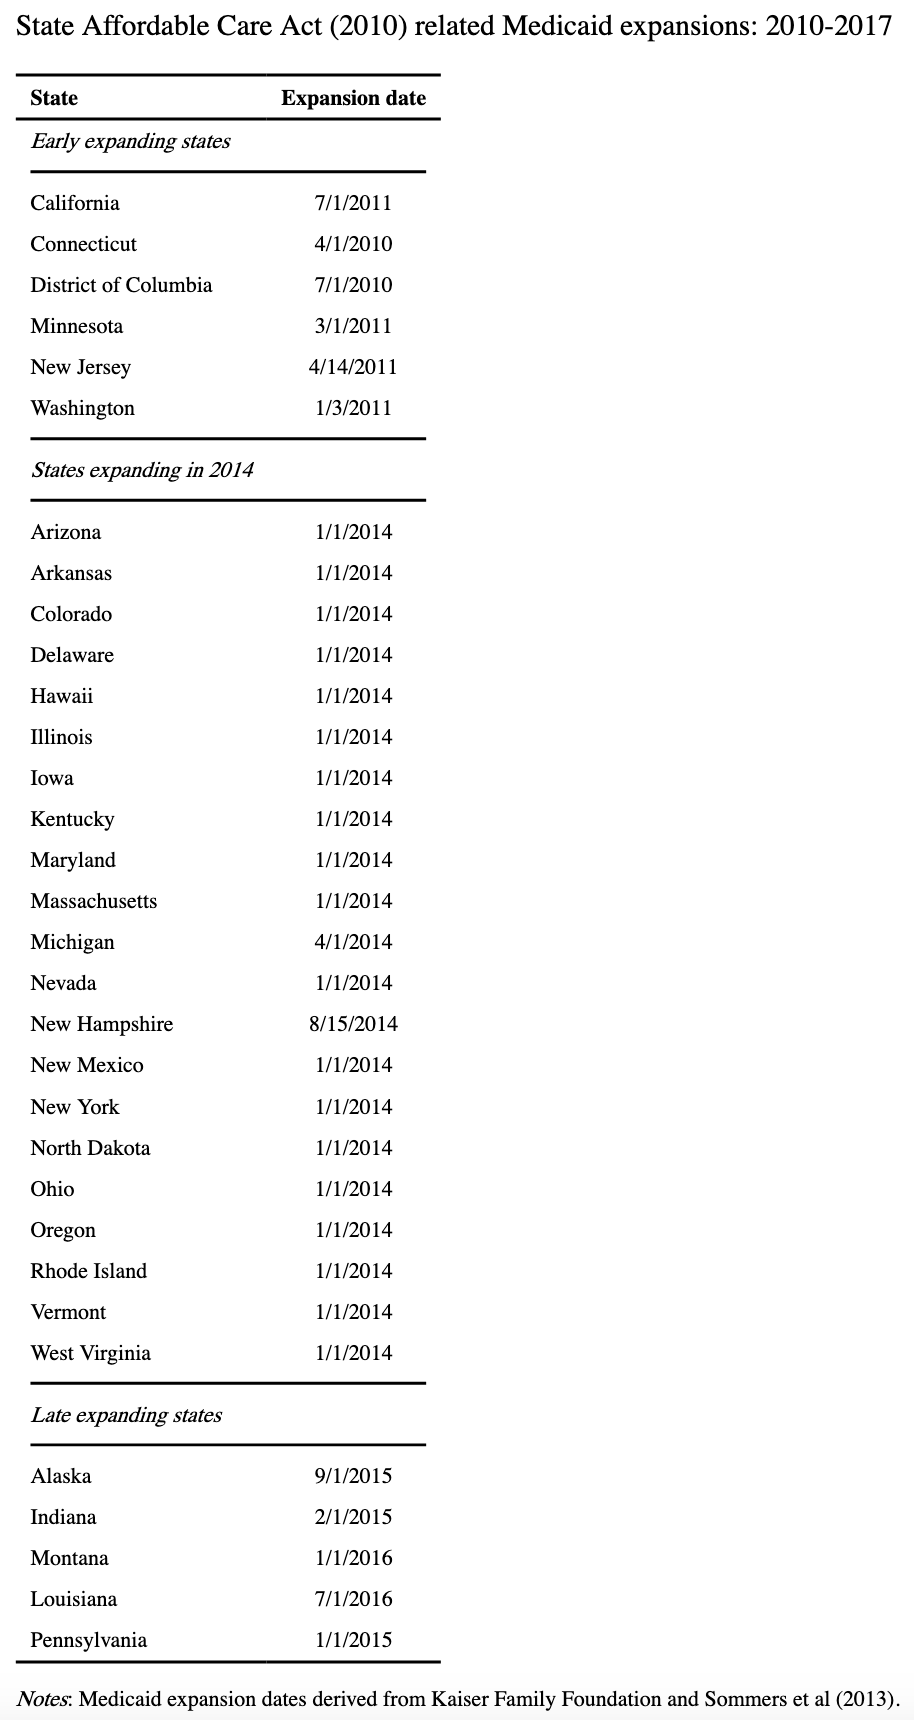 State Affordable Care Act (2010) related Medicaid expansions: 2010-2017
State Expansion date
Early expanding states
California 7/1/2011
Connecticut 4/1/2010
District of Columbia 7/1/2010
Minnesota 3/1/2011
New Jersey 4/14/2011
Washington 1/3/2011
States expanding in 2014
Arizona 1/1/2014
Arkansas 1/1/2014
Colorado 1/1/2014
Delaware 1/1/2014
Hawaii 1/1/2014
Illinois 1/1/2014
Iowa 1/1/2014
Kentucky 1/1/2014
Maryland 1/1/2014
Massachusetts 1/1/2014
Michigan 4/1/2014
Nevada 1/1/2014
New Hampshire 8/15/2014
New Mexico 1/1/2014
New York 1/1/2014
North Dakota 1/1/2014
Ohio 1/1/2014
Oregon 1/1/2014
Rhode Island 1/1/2014
Vermont 1/1/2014
West Virginia 1/1/2014
Late expanding states
Alaska 9/1/2015
Indiana 2/1/2015
Montana 1/1/2016
Louisiana 7/1/2016
Pennsylvania 1/1/2015
Notes: Medicaid expansion dates derived from Kaiser Family Foundation and Sommers et al (2013).